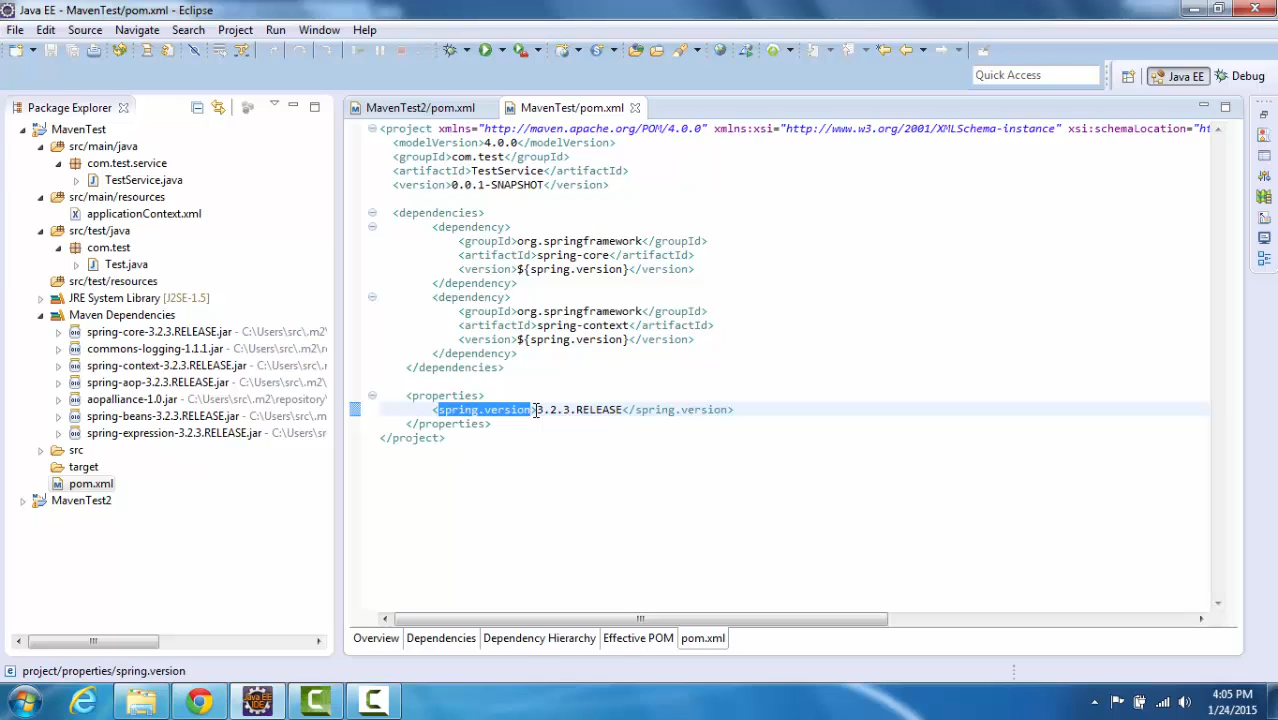 Java EE - MavenTest/pom.xml - Eclipse
File Edit Source Navigate Search Project Run Window Help
Quick Access
Java EE
Debug
Package Explorer
MavenTest2/pom.xml
MavenTest/pom.xml
MavenTest
src/main/java
com.test.service
TestService.java
src/main/resources
applicationContext.xml
src/test/java
com.test
Test.java
src/test/resources
JRE System Library [J2SE-1.5]
Maven Dependencies
spring-core-3.2.3.RELEASE.jar - C:\Users\src\.m2\
commons-logging-1.1.1.jar - C:\Users\src\.m2\r
spring-context-3.2.3.RELEASE.jar - C:\Users\src\
spring-aop-3.2.3.RELEASE.jar - C:\Users\src\.m2\
aopalliance-1.0.jar - C:\Users\src\.m2\repository
spring-beans-3.2.3.RELEASE.jar - C:\Users\src\.m
spring-expression-3.2.3.RELEASE.jar - C:\Users\s
src
target
pom.xml
MavenTest2
<project xmlns="http://maven.apache.org/POM/4.0.0" xmlns:xsi="http://www.w3.org/2001/XMLSchema-instance" xsi:schemaLocation="ht
<modelVersion>4.0.0</modelVersion>
<groupId>com.test</groupId>
<artifactId>TestService</artifactId>
<version>0.0.1-SNAPSHOT</version>
<dependencies>
<dependency>
<groupId>org.springframework</groupId>
<artifactId>spring-core</artifactId>
<version>${spring.version}</version>
</dependency>
<dependency>
<groupId>org.springframework</groupId>
<artifactId>spring-context</artifactId>
<version>${spring.version}</version>
</dependency>
</dependencies>
<properties>
<spring.version>3.2.3.RELEASE</spring.version>
</properties>
</project>
Overview Dependencies Dependency Hierarchy Effective POM pom.xml
project/properties/spring.version
Java EE
IDE
4:05 PM
1/24/2015